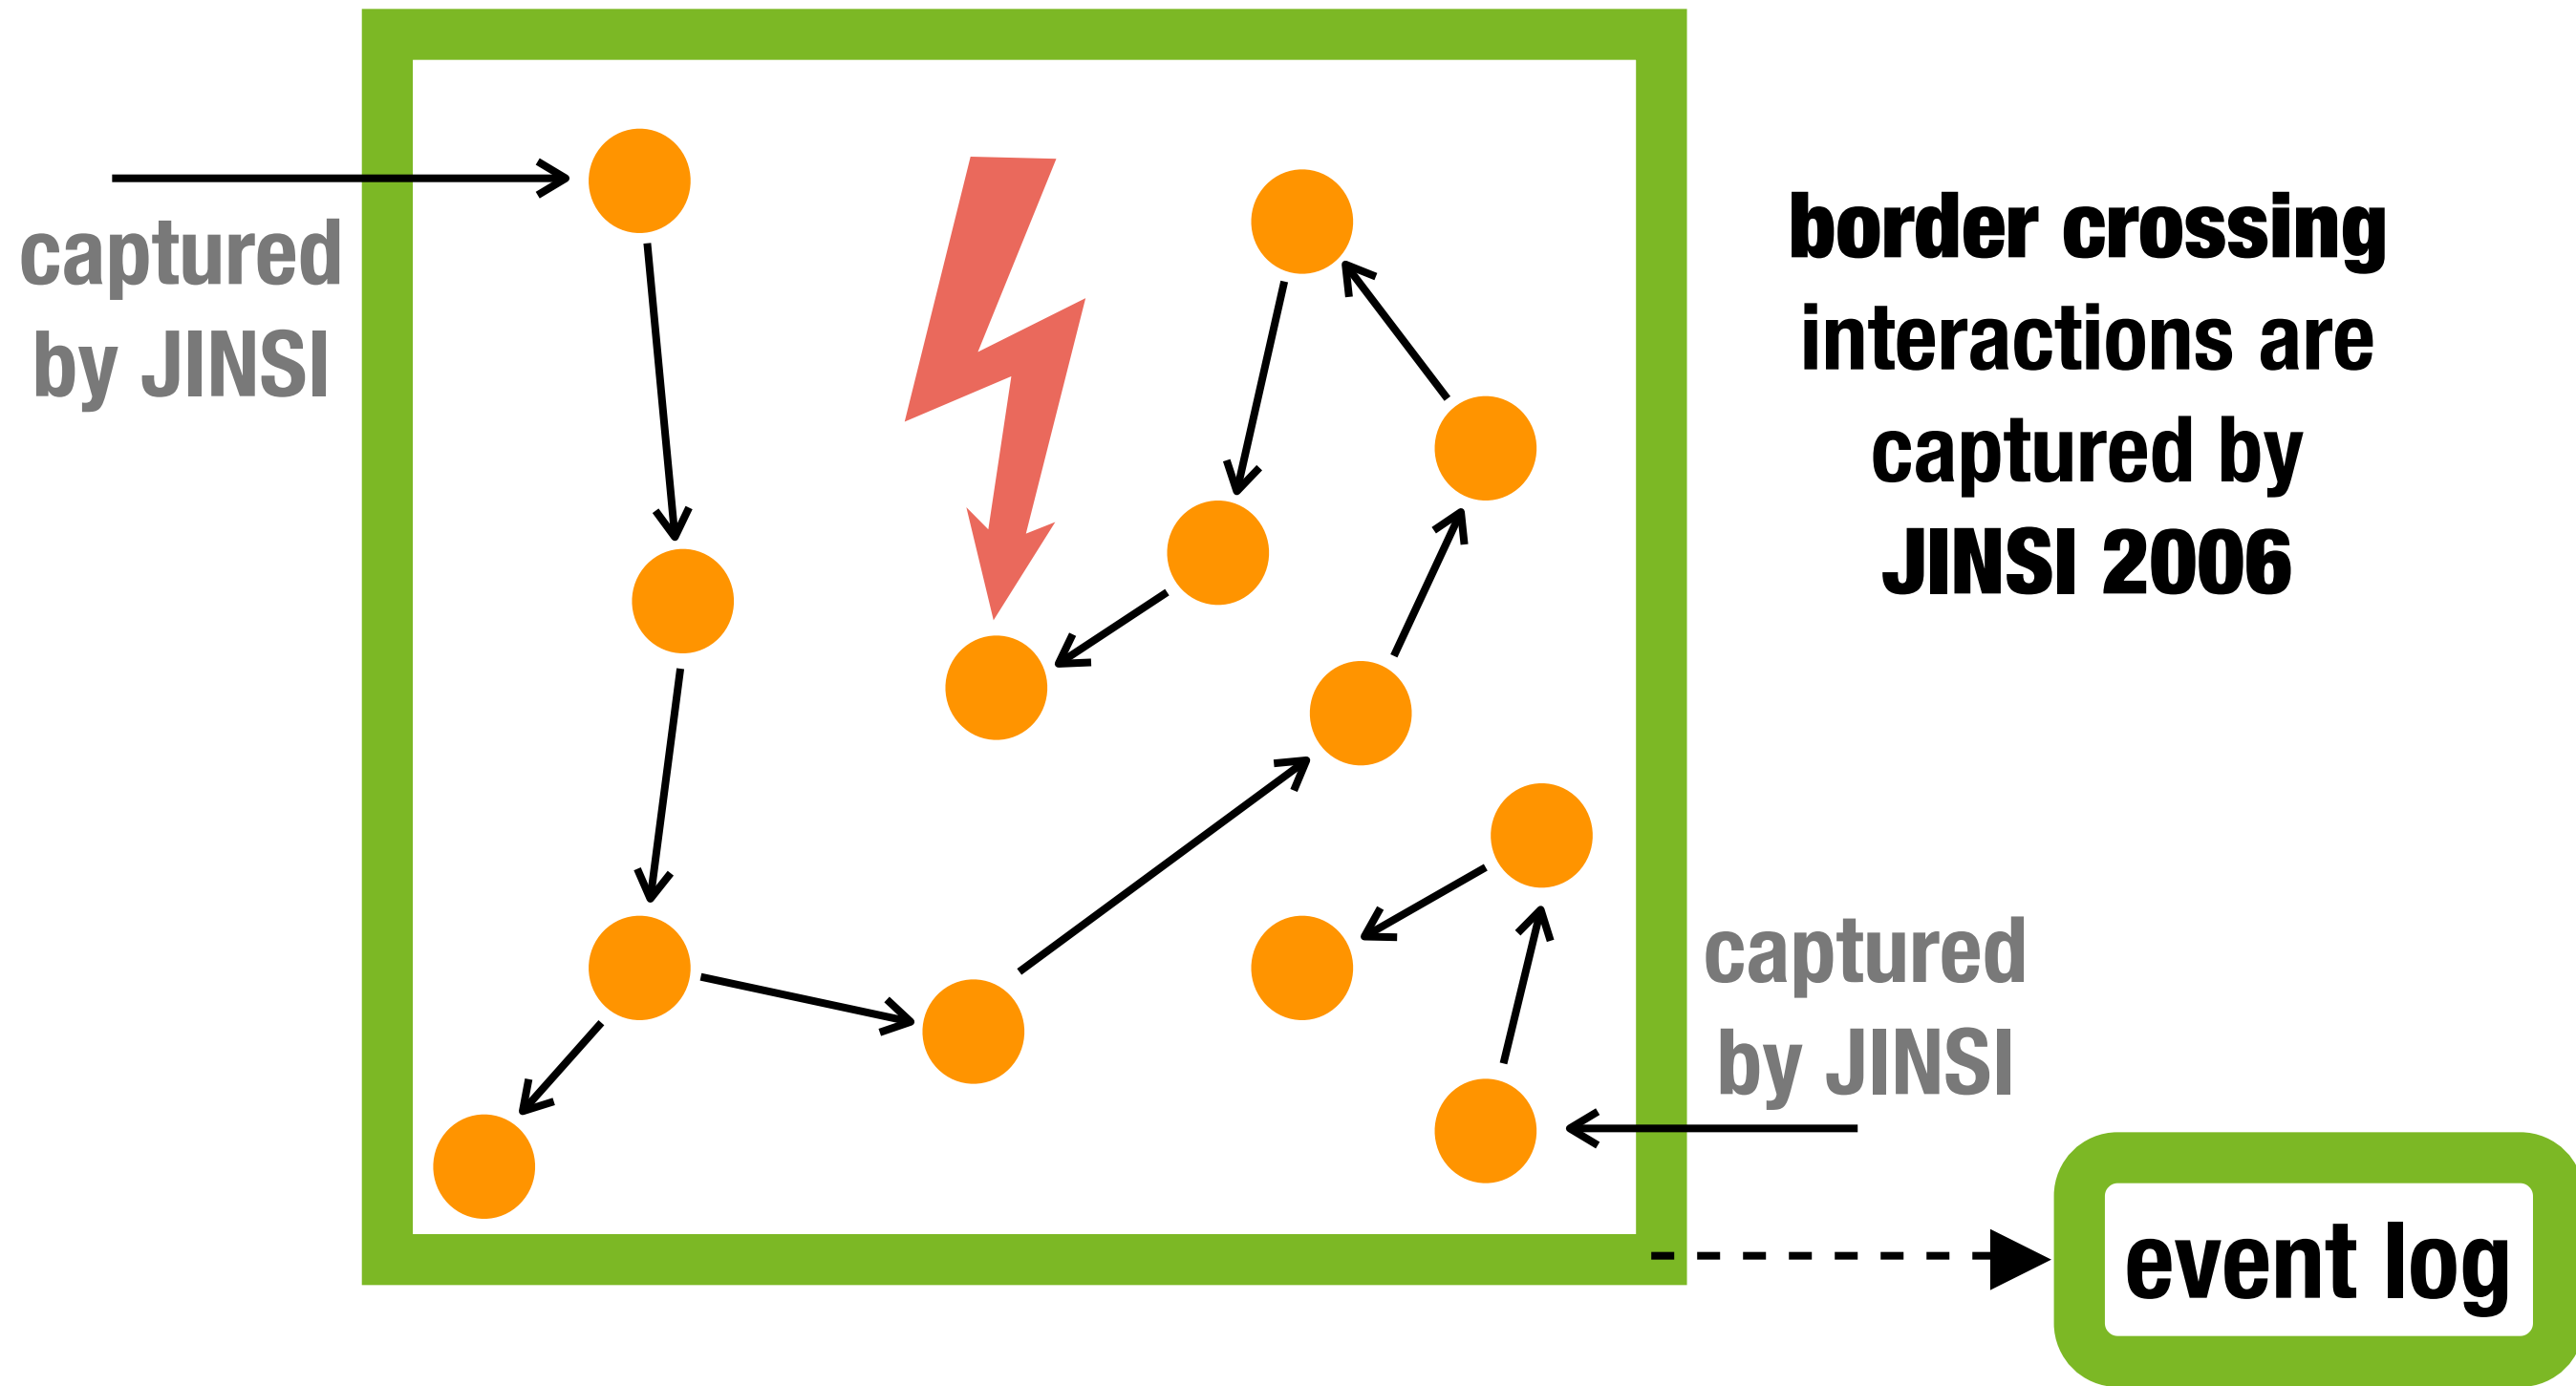 captured
by JINSI
border crossing
interactions are
captured by
JINSI 2006
captured
by JINSI
event log